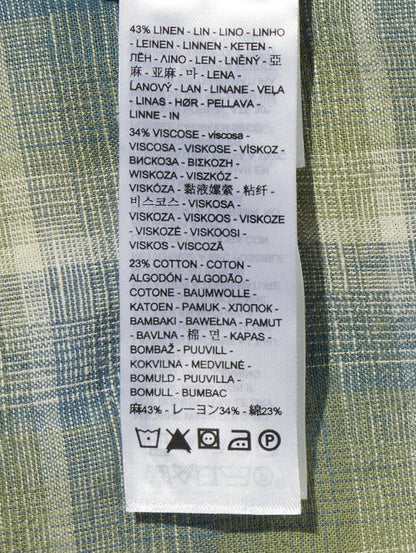 43% LINEN - LIN - LINO - LINHO
- LEINEN - LINNEN - KETEN -
ЛЁН - ΛΙΝΟ - LEN - LNĚNÝ - 亞
麻 - 亚麻 - 마 - LENA -
ĽANOVÝ - LAN - LINANE - VEĻA
- LINAS - HØR - PELLAVA -
LINNE - IN
34% VISCOSE - viscosa -
VISCOSA - VISKOSE - VİSKOZ -
ВИСКОЗА - ΒΙΣΚΟΖΗ -
WISKOZA - VISZKÓZ -
VISKÓZA - 黏液嫘縈 - 粘纤
- 비스코스 - VISKOSA -
VISKOZA - VISKOOS - VISKOZE
- VISKOZĖ - VISKOOSI -
VISKOS - VISCOZĂ
23% COTTON - COTON -
ALGODÓN - ALGODÃO -
COTONE - BAUMWOLLE -
KATOEN - PAMUK - ХЛОПОК -
ΒΑΜΒΑΚΙ - BAWEŁNA - PAMUT
- BAVLNA - 棉 - 면 - KAPAS -
BOMBAŽ - PUUVILL -
KOKVILNA - MEDVILNĖ -
BOMULD - PUUVILLA -
BOMULL - BUMBAC
麻43% - レーヨン34% - 綿23%